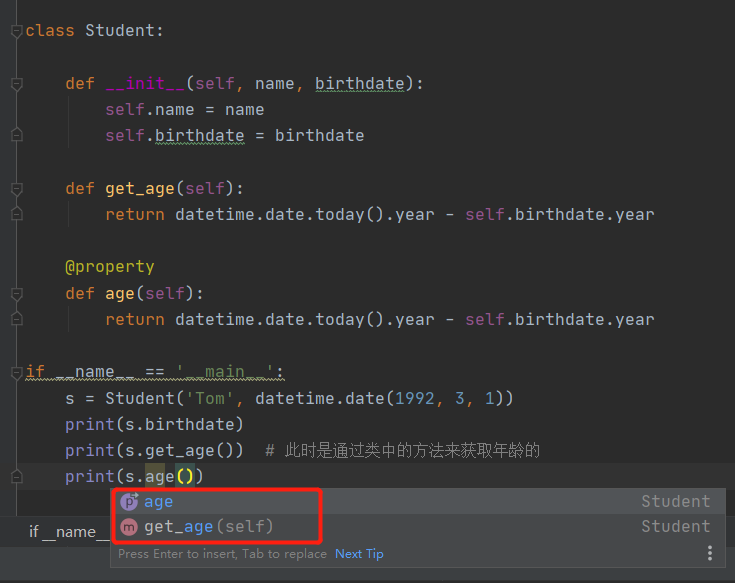 class Student:
def __init__(self, name, birthdate):
self.name = name
self.birthdate = birthdate
def get_age(self):
return datetime.date.today().year - self.birthdate.year
@property
def age(self):
return datetime.date.today().year - self.birthdate.year
if __name__ == '__main__':
s = Student('Tom', datetime.date(1992, 3, 1))
print(s.birthdate)
print(s.get_age())  # 此时是通过类中的方法来获取年龄的
print(s.age())
p age Student
m get_age(self) Student
if __name__
Press Enter to insert, Tab to replace Next Tip